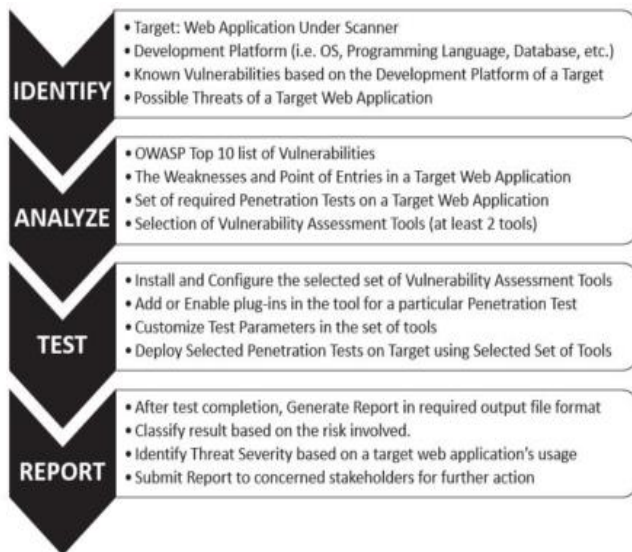 IDENTIFY
• Target: Web Application Under Scanner
• Development Platform (i.e. OS, Programming Language, Database, etc.)
• Known Vulnerabilities based on the Development Platform of a Target
• Possible Threats of a Target Web Application
ANALYZE
• OWASP Top 10 list of Vulnerabilities
• The Weaknesses and Point of Entries in a Target Web Application
• Set of required Penetration Tests on a Target Web Application
• Selection of Vulnerability Assessment Tools (at least 2 tools)
TEST
• Install and Configure the selected set of Vulnerability Assessment Tools
• Add or Enable plug-ins in the tool for a particular Penetration Test
• Customize Test Parameters in the set of tools
• Deploy Selected Penetration Tests on Target using Selected Set of Tools
REPORT
• After test completion, Generate Report in required output file format
• Classify result based on the risk involved.
• Identify Threat Severity based on a target web application's usage
• Submit Report to concerned stakeholders for further action